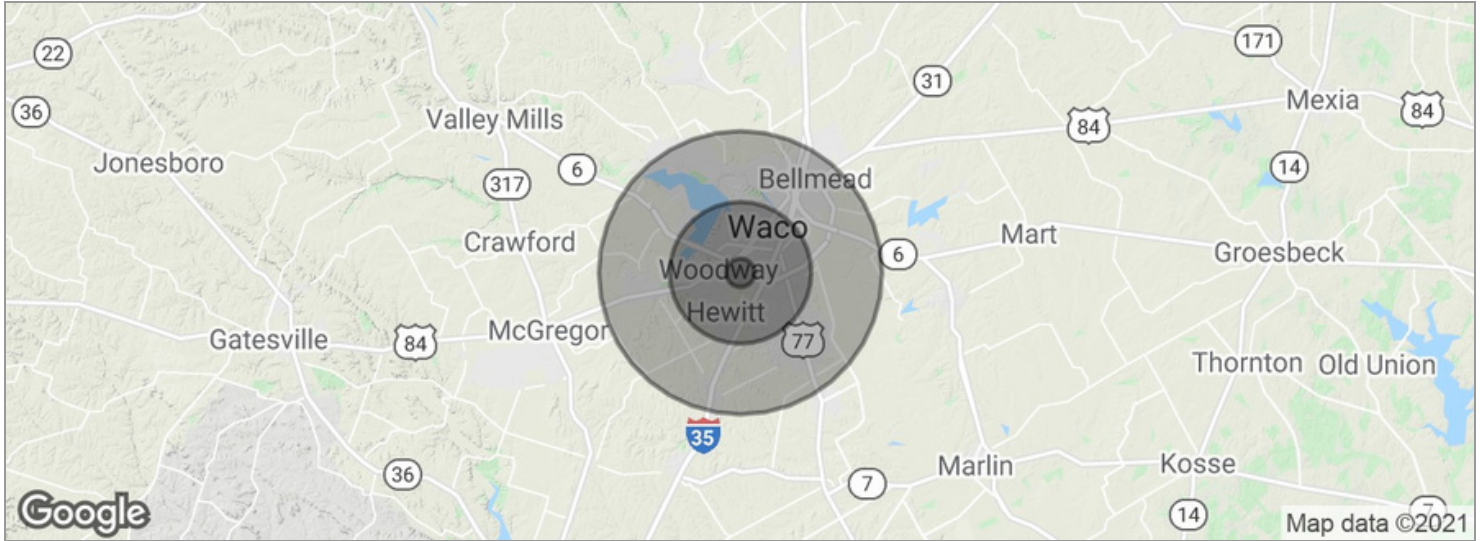 171
22
31
36
Mexia
84
Valley Mills
84
Jonesboro
6
14
317
Bellmead
Waco
Crawford
Mart
6
Groesbeck
Woodway
Hewitt
McGregor
Gatesville
84
77
Thornton
Old Union
35
Marlin
Kosse
36
7
14
7
Google
Map data ©2021